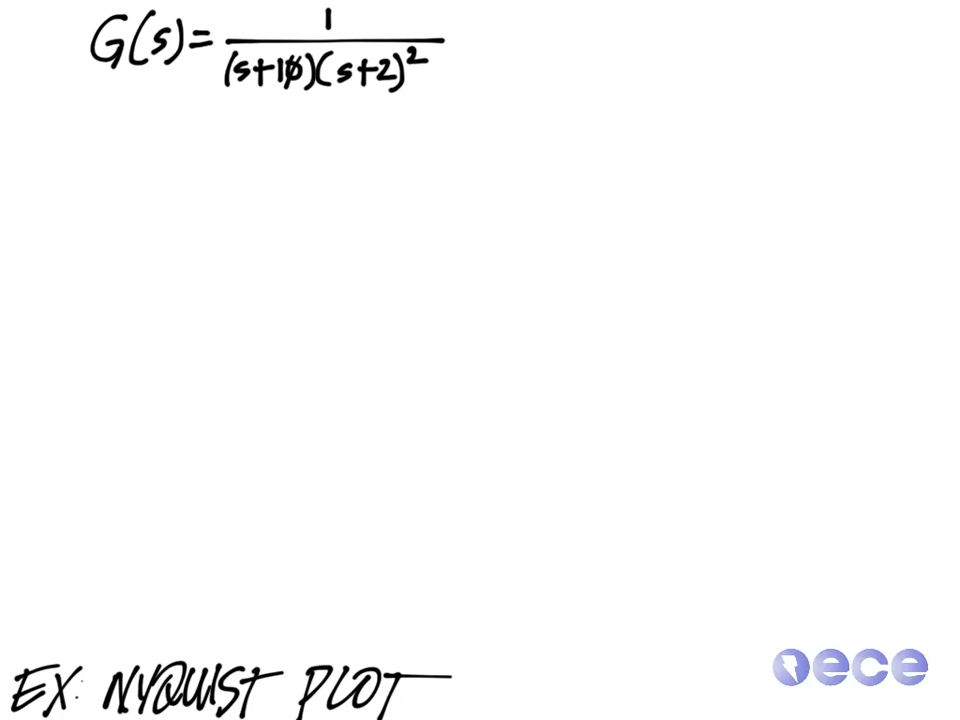 G(s) = 1 / (s+10)(s+2)²
EX: NYQUIST PLOT
ece